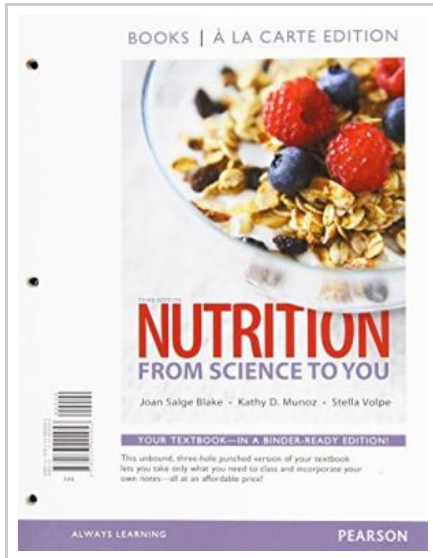 BOOKS | À LA CARTE EDITION
THIRD EDITION
NUTRITION
FROM SCIENCE TO YOU
Joan Salge Blake • Kathy D. Munoz • Stella Volpe
YOUR TEXTBOOK—IN A BINDER-READY EDITION!
This unbound, three-hole punched version of your textbook
lets you take only what you need to class and incorporate your
own notes—all at an affordable price!
ALWAYS LEARNING
PEARSON